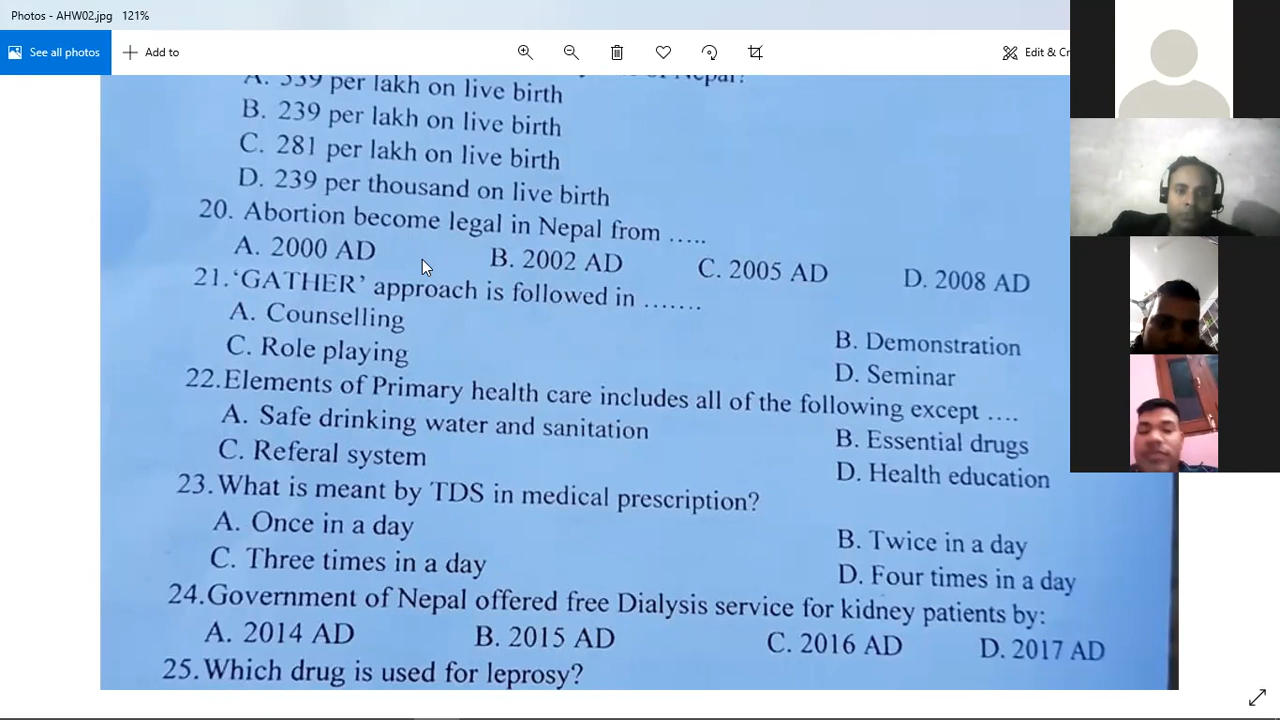 Photos - AHW02.jpg 121%
See all photos
Add to
Edit &
A. 339 per lakh on live birth
B. 239 per lakh on live birth
C. 281 per lakh on live birth
D. 239 per thousand on live birth
20. Abortion become legal in Nepal from .....
A. 2000 AD B. 2002 AD C. 2005 AD D. 2008 AD
21. 'GATHER' approach is followed in .......
A. Counselling B. Demonstration
C. Role playing D. Seminar
22. Elements of Primary health care includes all of the following except ....
A. Safe drinking water and sanitation B. Essential drugs
C. Referal system D. Health education
23. What is meant by TDS in medical prescription?
A. Once in a day B. Twice in a day
C. Three times in a day D. Four times in a day
24. Government of Nepal offered free Dialysis service for kidney patients by:
A. 2014 AD B. 2015 AD C. 2016 AD D. 2017 AD
25. Which drug is used for leprosy?